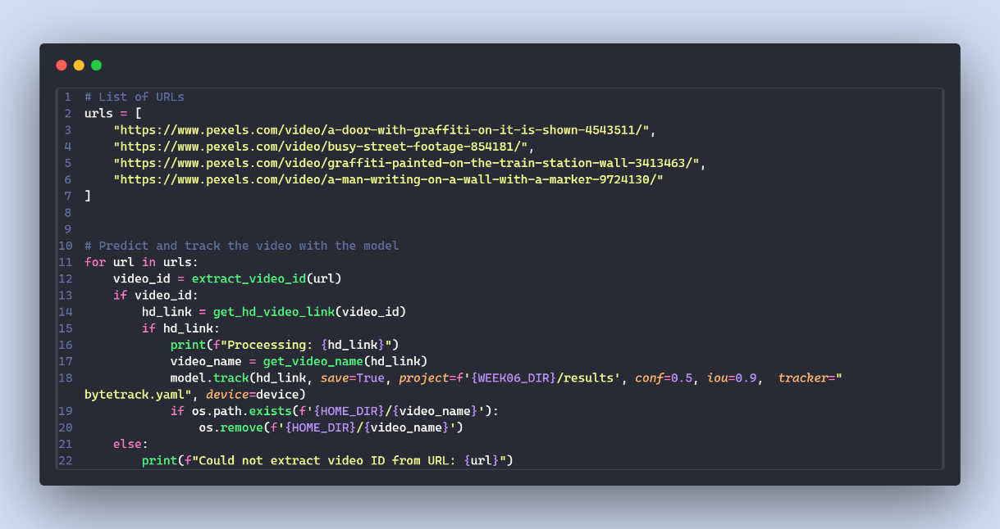 1 # List of URLs
2 urls = [
3     "https://www.pexels.com/video/a-door-with-graffiti-on-it-is-shown-4543511/",
4     "https://www.pexels.com/video/busy-street-footage-854181/",
5     "https://www.pexels.com/video/graffiti-painted-on-the-train-station-wall-3413463/",
6     "https://www.pexels.com/video/a-man-writing-on-a-wall-with-a-marker-9724130/"
7 ]
8
9
10 # Predict and track the video with the model
11 for url in urls:
12     video_id = extract_video_id(url)
13     if video_id:
14         hd_link = get_hd_video_link(video_id)
15         if hd_link:
16             print(f"Proceessing: {hd_link}")
17             video_name = get_video_name(hd_link)
18             model.track(hd_link, save=True, project=f'{WEEK06_DIR}/results', conf=0.5, iou=0.9,  tracker="
bytetrack.yaml", device=device)
19             if os.path.exists(f'{HOME_DIR}/{video_name}'):
20                 os.remove(f'{HOME_DIR}/{video_name}')
21     else:
22         print(f"Could not extract video ID from URL: {url}")